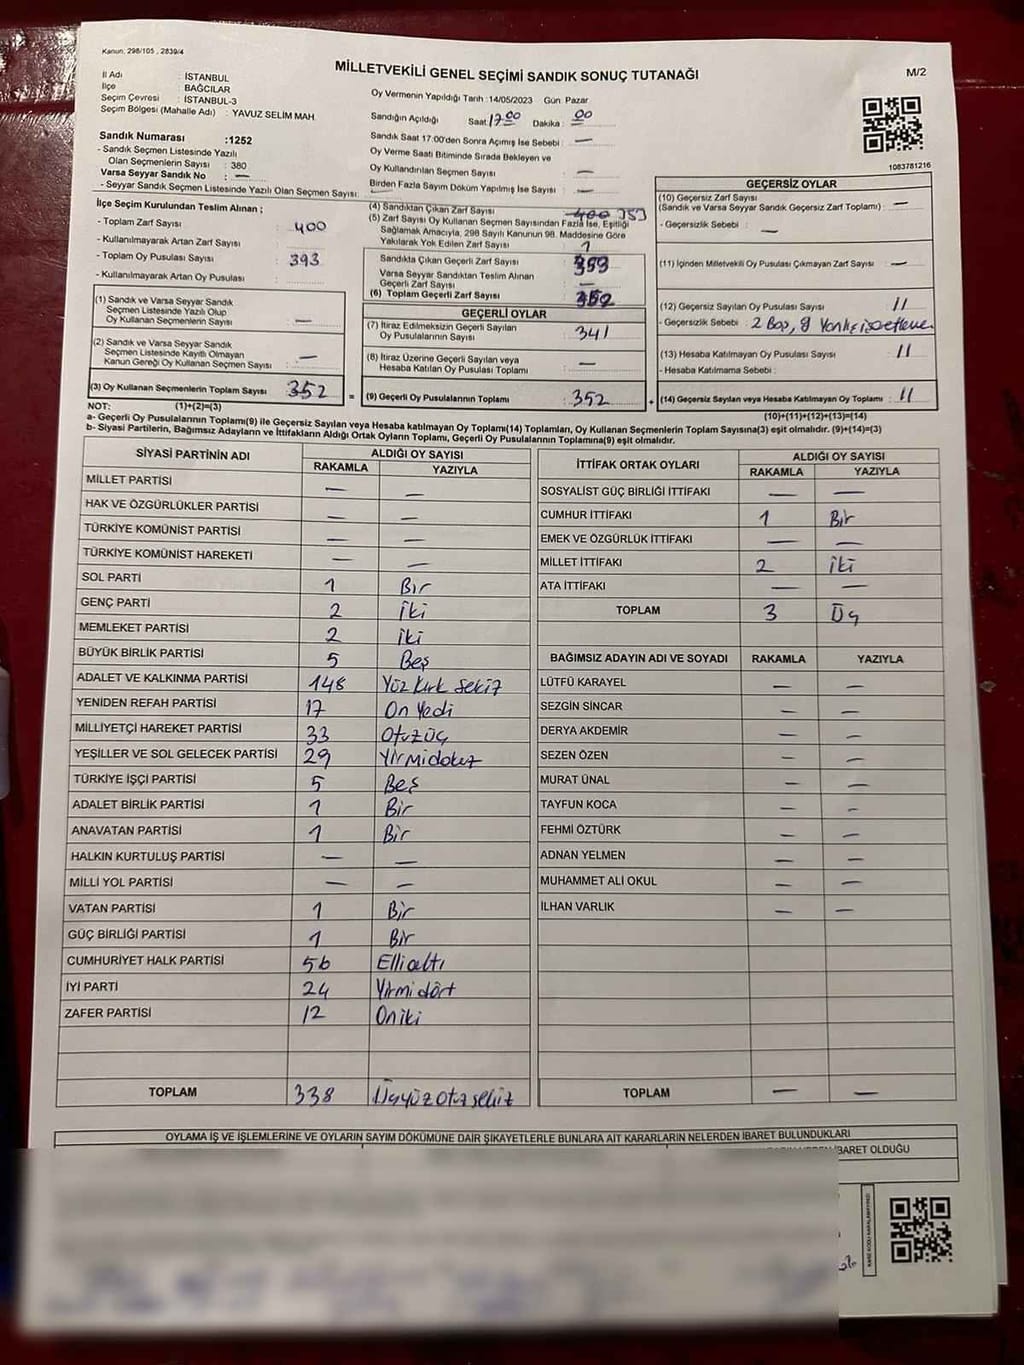 Kanun: 298/105 , 2839/4
MİLLETVEKİLİ GENEL SEÇİMİ SANDIK SONUÇ TUTANAĞI
M/2
İl Adı : İSTANBUL
İlçe : BAĞCILAR
Seçim Çevresi : İSTANBUL-3
Seçim Bölgesi (Mahalle Adı) : YAVUZ SELİM MAH.
Sandık Numarası :1252
- Sandık Seçmen Listesinde Yazılı
Olan Seçmenlerin Sayısı : 380
Varsa Seyyar Sandık No : —
- Seyyar Sandık Seçmen Listesinde Yazılı Olan Seçmen Sayısı:
Oy Vermenin Yapıldığı Tarih :14/05/2023 Gün: Pazar
Sandığın Açıldığı Saat: 17.00 Dakika : 00
Sandık Saat 17:00'den Sonra Açımış İse Sebebi : —
Oy Verme Saati Bitiminde Sırada Bekleyen ve
Oy Kullandırılan Seçmen Sayısı : —
Birden Fazla Sayım Döküm Yapılmış İse Sayısı : —
1083781216
İlçe Seçim Kurulundan Teslim Alınan ;
- Toplam Zarf Sayısı : 400
- Kullanılmayarak Artan Zarf Sayısı :
- Toplam Oy Pusulası Sayısı : 393
- Kullanılmayarak Artan Oy Pusulası :
(1) Sandık ve Varsa Seyyar Sandık
Seçmen Listesinde Yazılı Olup
Oy Kullanan Seçmenlerin Sayısı : —
(2) Sandık ve Varsa Seyyar Sandık
Seçmen Listesinde Kayıtlı Olmayan
Kanun Gereği Oy Kullanan Seçmen Sayısı : —
(3) Oy Kullanan Seçmenlerin Toplam Sayısı 352
(1)+(2)=(3)
(4) Sandıktan Çıkan Zarf Sayısı 400 353
(5) Zarf Sayısı Oy Kullanan Seçmen Sayısından Fazla İse, Eşitliği
Sağlamak Amacıyla, 298 Sayılı Kanunun 98. Maddesine Göre
Yakılarak Yok Edilen Zarf Sayısı : 1
Sandıkta Çıkan Geçerli Zarf Sayısı :
Varsa Seyyar Sandıktan Teslim Alınan
Geçerli Zarf Sayısı : —
(6) Toplam Geçerli Zarf Sayısı : 352
GEÇERLİ OYLAR
(7) İtiraz Edilmeksizin Geçerli Sayılan
Oy Pusulalarının Sayısı : 341
(8) İtiraz Üzerine Geçerli Sayılan veya
Hesaba Katılan Oy Pusulası Toplamı : —
= (9) Geçerli Oy Pusulalarının Toplamı : 352
GEÇERSİZ OYLAR
(10) Geçersiz Zarf Sayısı
(Sandık ve Varsa Seyyar Sandık Geçersiz Zarf Toplamı) : —
- Geçersizlik Sebebi : —
(11) İçinden Milletvekili Oy Pusulası Çıkmayan Zarf Sayısı : —
(12) Geçersiz Sayılan Oy Pusulası Sayısı : 11
- Geçersizlik Sebebi : 2 Boş, 9
(13) Hesaba Katılmayan Oy Pusulası Sayısı : 11
- Hesaba Katılmama Sebebi :
+ (14) Geçersiz Sayılan veya Hesaba Katılmayan Oy Toplamı : 11
(10)+(11)+(12)+(13)=(14)
NOT:
a- Geçerli Oy Pusulalarının Toplamı(9) ile Geçersiz Sayılan veya Hesaba katılmayan Oy Toplamı(14) Toplamları, Oy Kullanan Seçmenlerin Toplam Sayısına(3) eşit olmalıdır. (9)+(14)=(3)
b- Siyasi Partilerin, Bağımsız Adayların ve İttifakların Aldığı Ortak Oyların Toplamı, Geçerli Oy Pusulalarının Toplamına(9) eşit olmalıdır.
SİYASİ PARTİNİN ADI ALDIĞI OY SAYISI
RAKAMLA YAZIYLA
MİLLET PARTİSİ — —
HAK VE ÖZGÜRLÜKLER PARTİSİ — —
TÜRKİYE KOMÜNİST PARTİSİ — —
TÜRKİYE KOMÜNİST HAREKETİ — —
SOL PARTİ 1 Bir
GENÇ PARTİ 2 iki
MEMLEKET PARTİSİ 2 iki
BÜYÜK BİRLİK PARTİSİ 5 Beş
ADALET VE KALKINMA PARTİSİ 148 Yüz kırk sekiz
YENİDEN REFAH PARTİSİ 17 On yedi
MİLLİYETÇİ HAREKET PARTİSİ 33 Otuzüç
YEŞİLLER VE SOL GELECEK PARTİSİ 29 Yirmidokuz
TÜRKİYE İŞÇİ PARTİSİ 5 Beş
ADALET BİRLİK PARTİSİ 1 Bir
ANAVATAN PARTİSİ 1 Bir
HALKIN KURTULUŞ PARTİSİ — —
MİLLİ YOL PARTİSİ — —
VATAN PARTİSİ 1 Bir
GÜÇ BİRLİĞİ PARTİSİ 1 Bir
CUMHURİYET HALK PARTİSİ 56 Elli altı
İYİ PARTİ 24 Yirmi dört
ZAFER PARTİSİ 12 Oniki
TOPLAM 338 Üçyüz otuz sekiz
İTTİFAK ORTAK OYLARI ALDIĞI OY SAYISI
RAKAMLA YAZIYLA
SOSYALİST GÜÇ BİRLİĞİ İTTİFAKI — —
CUMHUR İTTİFAKI 1 Bir
EMEK VE ÖZGÜRLÜK İTTİFAKI — —
MİLLET İTTİFAKI 2 iki
ATA İTTİFAKI — —
TOPLAM 3 Üç
BAĞIMSIZ ADAYIN ADI VE SOYADI RAKAMLA YAZIYLA
LÜTFÜ KARAYEL — —
SEZGİN SİNCAR — —
DERYA AKDEMİR — —
SEZEN ÖZEN — —
MURAT ÜNAL — —
TAYFUN KOCA — —
FEHMİ ÖZTÜRK — —
ADNAN YELMEN — —
MUHAMMET ALİ OKUL — —
İLHAN VARLIK — —
TOPLAM — —
OYLAMA İŞ VE İŞLEMLERİNE VE OYLARIN SAYIM DÖKÜMÜNE DAİR ŞİKAYETLERLE BUNLARA AİT KARARLARIN NELERDEN İBARET BULUNDUKLARI
İBARET OLDUĞU